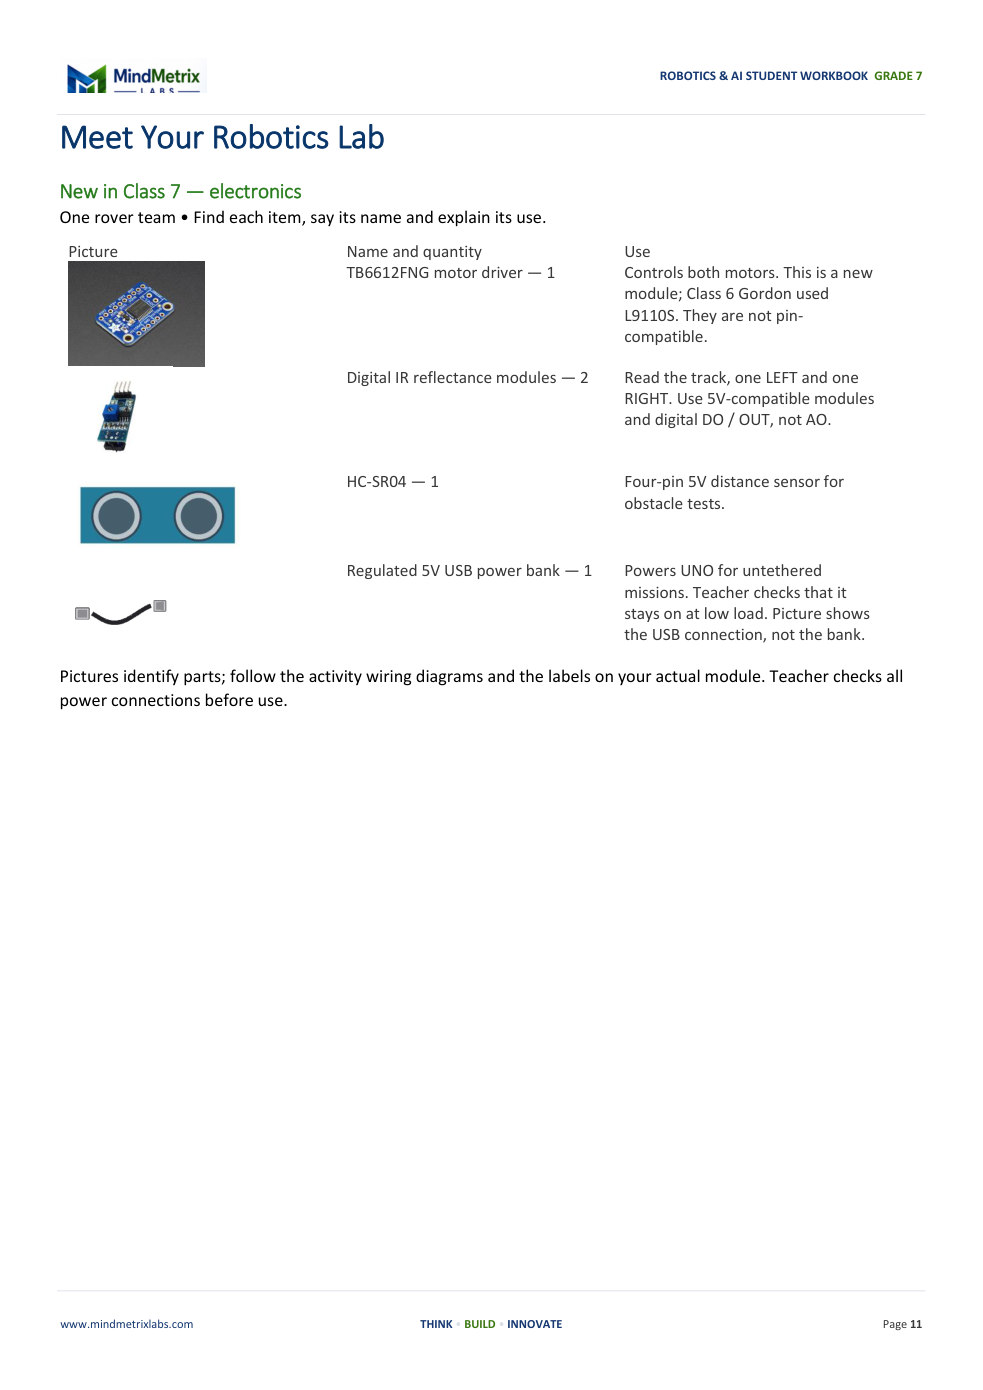 MindMetrix
LABS
ROBOTICS & AI STUDENT WORKBOOK GRADE 7
Meet Your Robotics Lab
New in Class 7 — electronics
One rover team • Find each item, say its name and explain its use.
Picture
Name and quantity
Use
TB6612FNG motor driver — 1
Controls both motors. This is a new
module; Class 6 Gordon used
L9110S. They are not pin-
compatible.
Digital IR reflectance modules — 2
Read the track, one LEFT and one
RIGHT. Use 5V-compatible modules
and digital DO / OUT, not AO.
HC-SR04 — 1
Four-pin 5V distance sensor for
obstacle tests.
Regulated 5V USB power bank — 1
Powers UNO for untethered
missions. Teacher checks that it
stays on at low load. Picture shows
the USB connection, not the bank.
Pictures identify parts; follow the activity wiring diagrams and the labels on your actual module. Teacher checks all
power connections before use.
www.mindmetrixlabs.com
THINK • BUILD • INNOVATE
Page 11